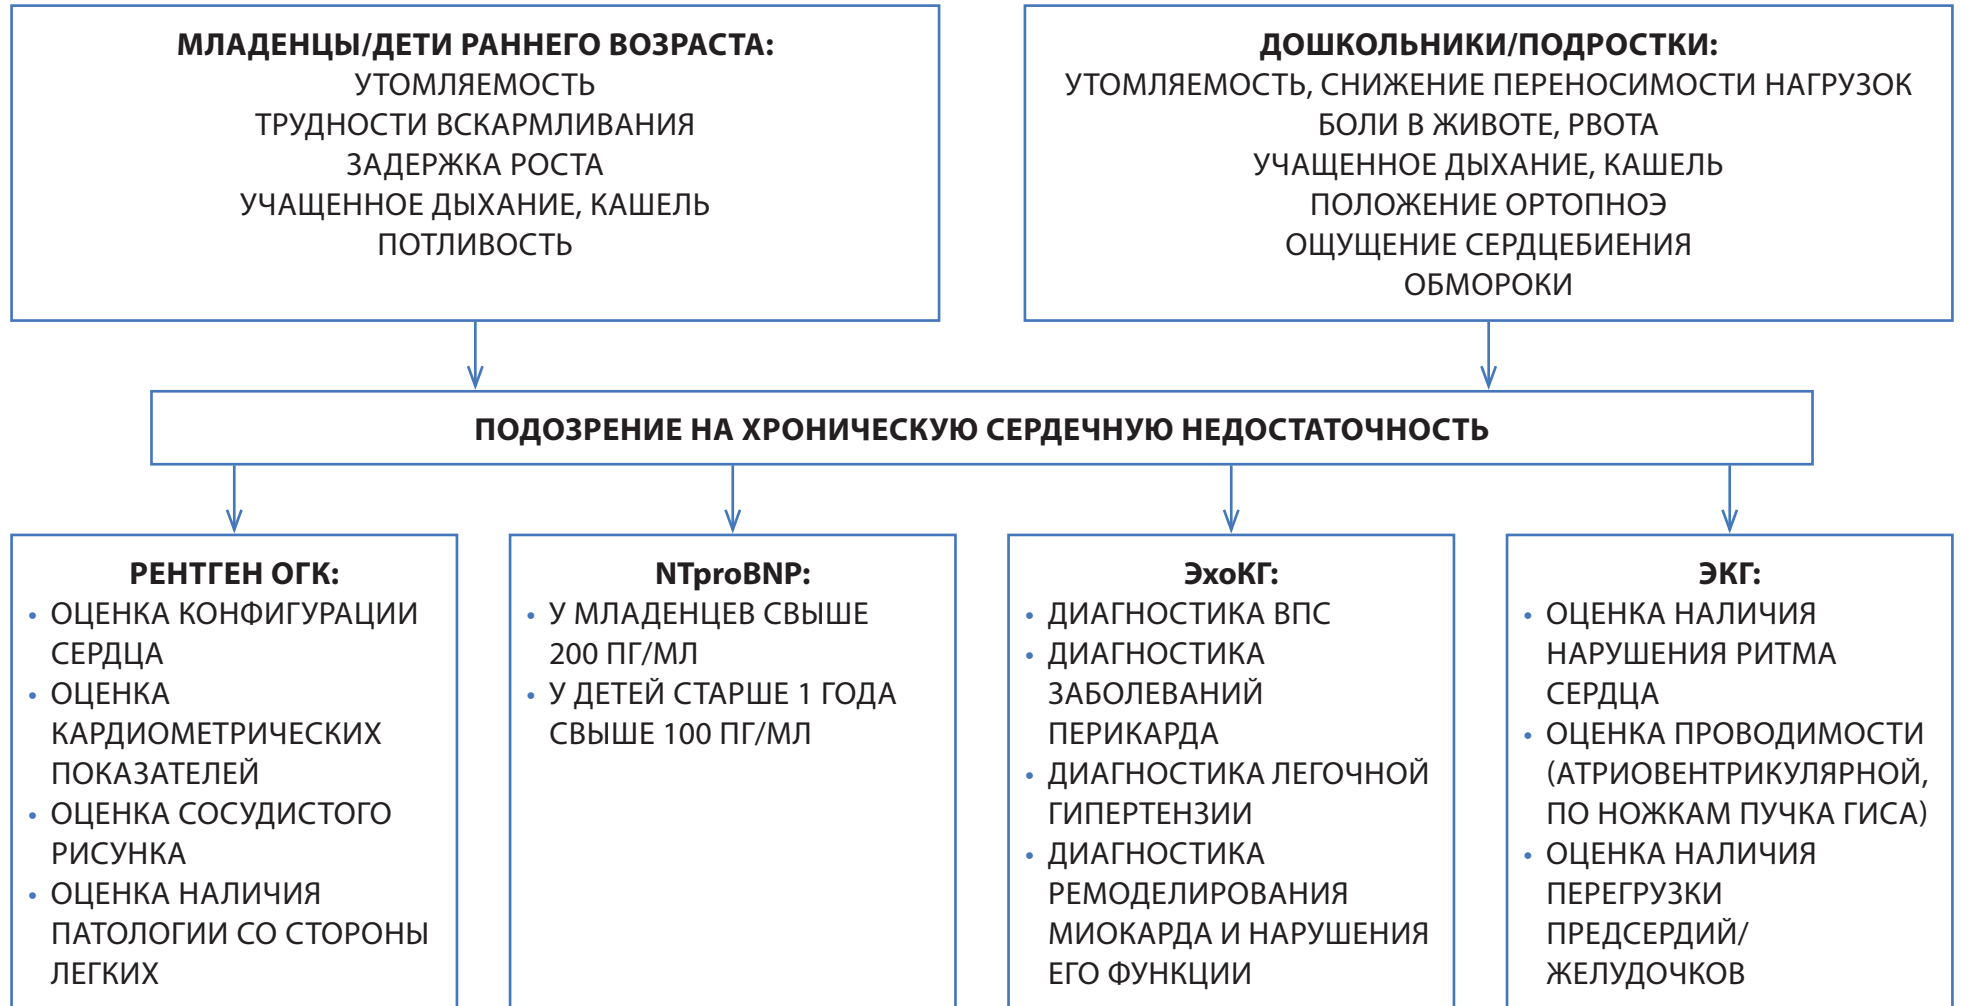 МЛАДЕНЦЫ/ДЕТИ РАННЕГО ВОЗРАСТА:
УТОМЛЯЕМОСТЬ
ТРУДНОСТИ ВСКАРМЛИВАНИЯ
ЗАДЕРЖКА РОСТА
УЧАЩЕННОЕ ДЫХАНИЕ, КАШЕЛЬ
ПОТЛИВОСТЬ
ДОШКОЛЬНИКИ/ПОДРОСТКИ:
УТОМЛЯЕМОСТЬ, СНИЖЕНИЕ ПЕРЕНОСИМОСТИ НАГРУЗОК
БОЛИ В ЖИВОТЕ, РВОТА
УЧАЩЕННОЕ ДЫХАНИЕ, КАШЕЛЬ
ПОЛОЖЕНИЕ ОРТОПНОЭ
ОЩУЩЕНИЕ СЕРДЦЕБИЕНИЯ
ОБМОРОКИ
ПОДОЗРЕНИЕ НА ХРОНИЧЕСКУЮ СЕРДЕЧНУЮ НЕДОСТАТОЧНОСТЬ
РЕНТГЕН ОГК:
• ОЦЕНКА КОНФИГУРАЦИИ
СЕРДЦА
• ОЦЕНКА
КАРДИОМЕТРИЧЕСКИХ
ПОКАЗАТЕЛЕЙ
• ОЦЕНКА СОСУДИСТОГО
РИСУНКА
• ОЦЕНКА НАЛИЧИЯ
ПАТОЛОГИИ СО СТОРОНЫ
ЛЕГКИХ
NTproBNP:
• У МЛАДЕНЦЕВ СВЫШЕ
200 ПГ/МЛ
• У ДЕТЕЙ СТАРШЕ 1 ГОДА
СВЫШЕ 100 ПГ/МЛ
ЭхоКГ:
• ДИАГНОСТИКА ВПС
• ДИАГНОСТИКА
ЗАБОЛЕВАНИЙ
ПЕРИКАРДА
• ДИАГНОСТИКА ЛЕГОЧНОЙ
ГИПЕРТЕНЗИИ
• ДИАГНОСТИКА
РЕМОДЕЛИРОВАНИЯ
МИОКАРДА И НАРУШЕНИЯ
ЕГО ФУНКЦИИ
ЭКГ:
• ОЦЕНКА НАЛИЧИЯ
НАРУШЕНИЯ РИТМА
СЕРДЦА
• ОЦЕНКА ПРОВОДИМОСТИ
(АТРИОВЕНТРИКУЛЯРНОЙ,
ПО НОЖКАМ ПУЧКА ГИСА)
• ОЦЕНКА НАЛИЧИЯ
ПЕРЕГРУЗКИ
ПРЕДСЕРДИЙ/
ЖЕЛУДОЧКОВ